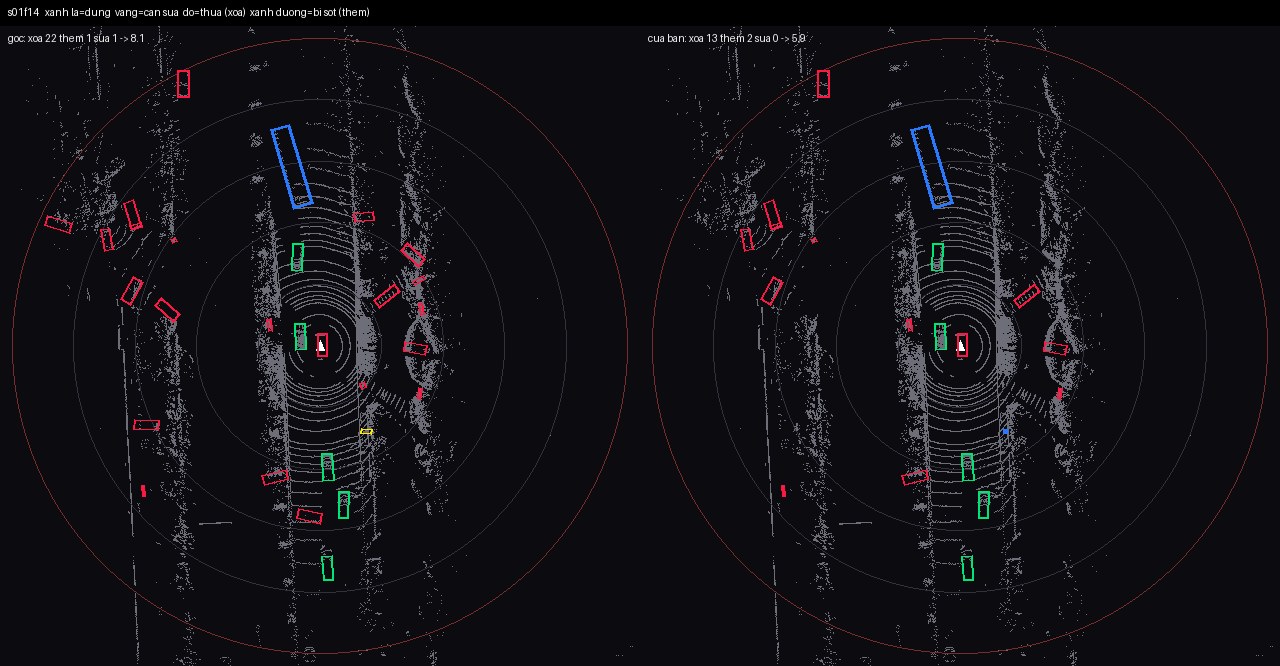 s01f14 xanh la=dung vang=can sua do=thua (xoa) xanh duong=bi sot (them)
goc: xoa 22 them 1 sua 1 -> 8.1
cua ban: xoa 13 them 2 sua 0 -> 5.9